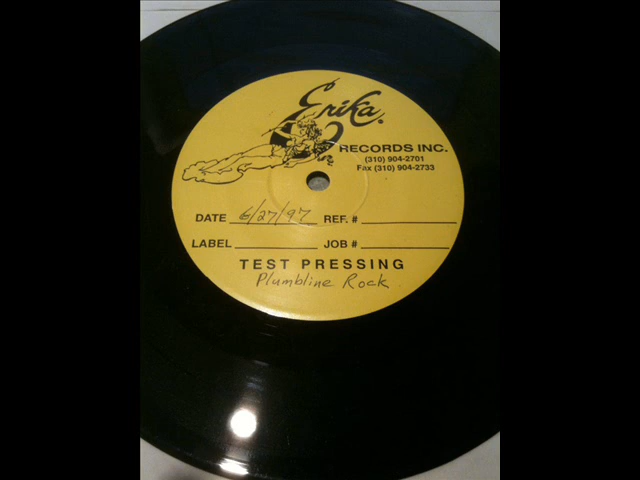 Erika
RECORDS INC.
(310) 904-2701
Fax (310) 904-2733
DATE 6/27/97 REF. #
LABEL JOB #
TEST PRESSING
Plumbline Rock